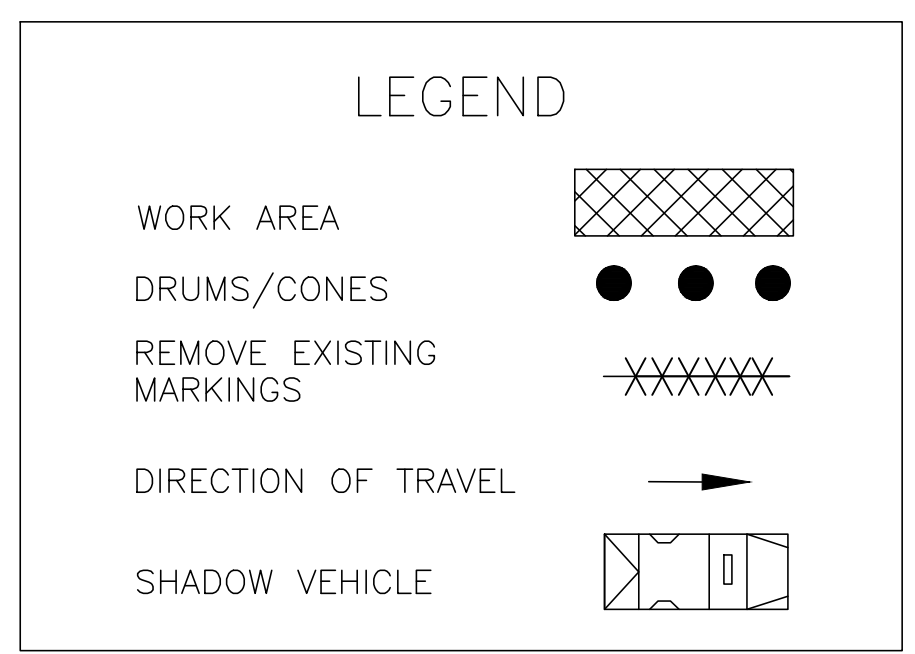 LEGEND
WORK AREA
DRUMS/CONES
REMOVE EXISTING
MARKINGS
DIRECTION OF TRAVEL
SHADOW VEHICLE